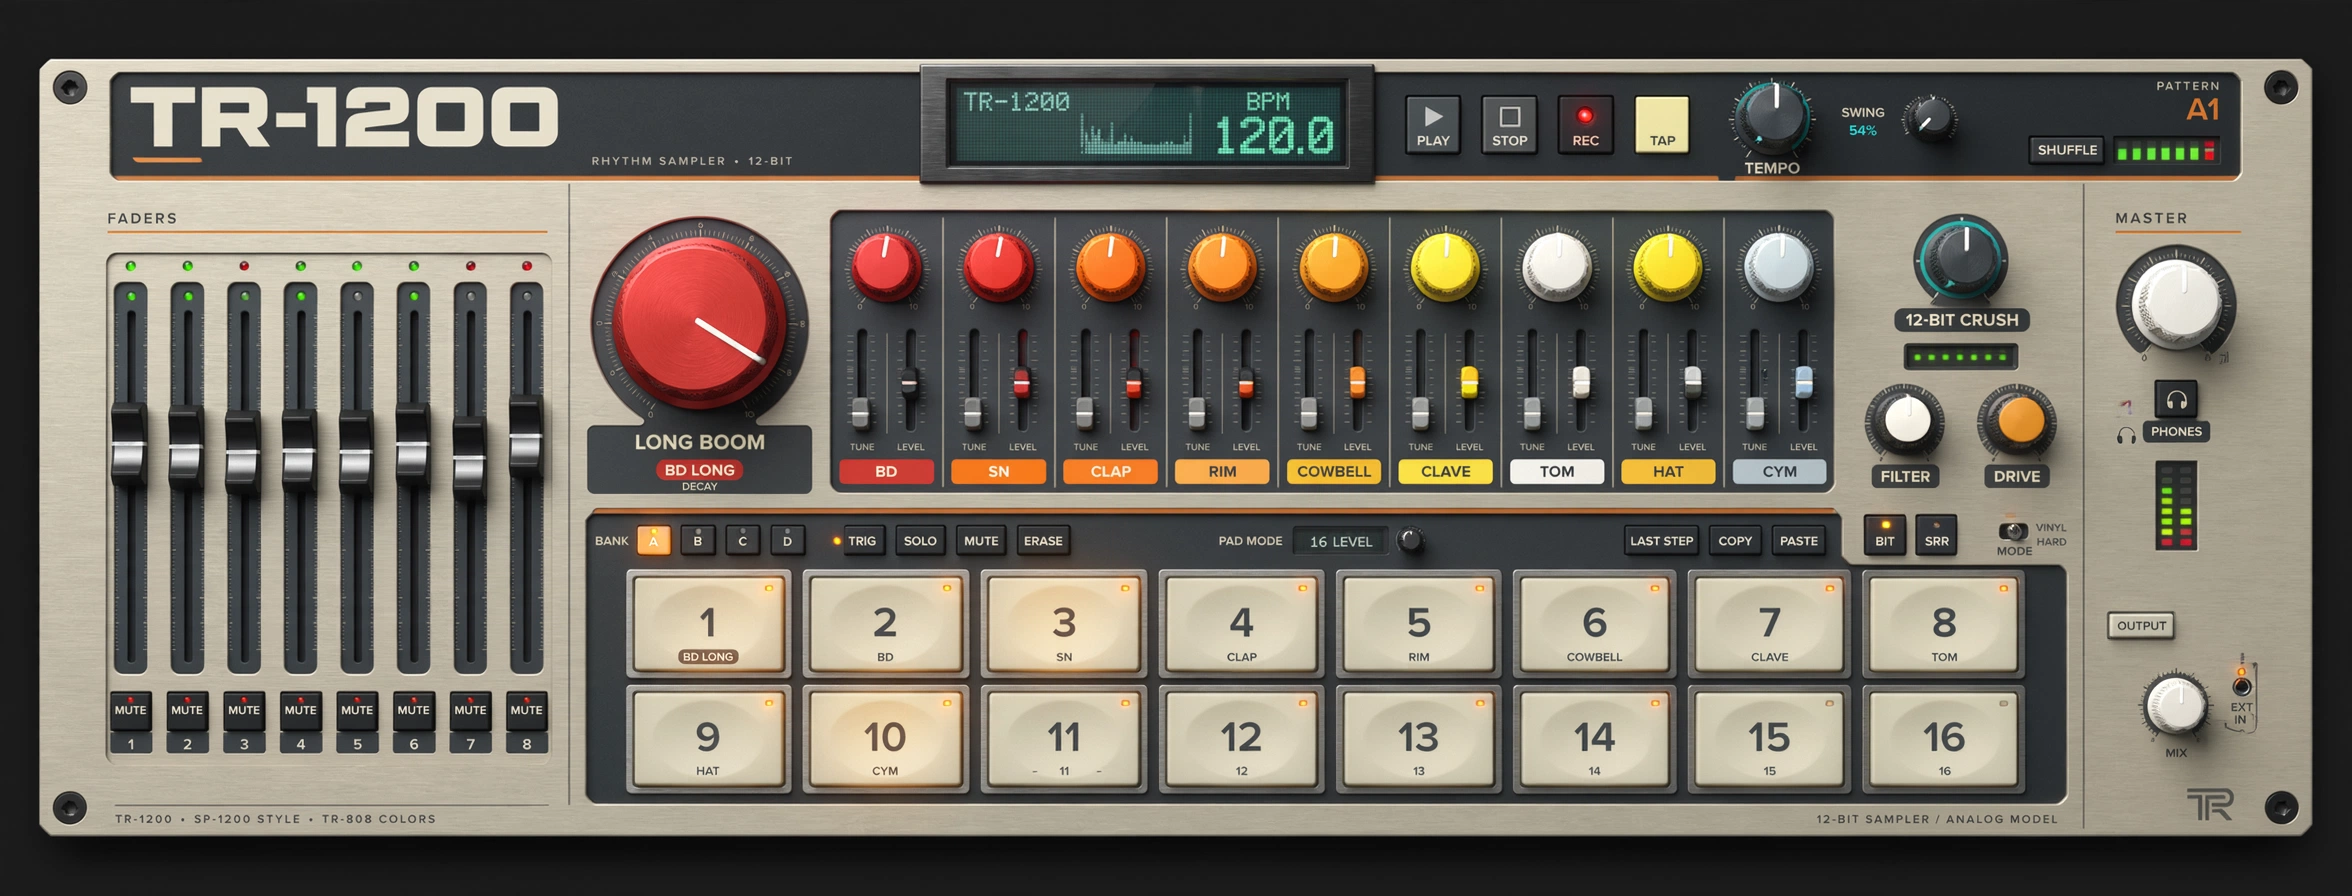 TR-1200
RHYTHM SAMPLER • 12-BIT
TR-1200
BPM
120.0
PLAY
STOP
REC
TAP
TEMPO
SWING
54%
PATTERN
A1
SHUFFLE
FADERS
MUTE MUTE MUTE MUTE MUTE MUTE MUTE MUTE
1 2 3 4 5 6 7 8
LONG BOOM
BD LONG
DECAY
TUNE LEVEL TUNE LEVEL TUNE LEVEL TUNE LEVEL TUNE LEVEL TUNE LEVEL TUNE LEVEL TUNE LEVEL TUNE LEVEL
BD SN CLAP RIM COWBELL CLAVE TOM HAT CYM
12-BIT CRUSH
FILTER
DRIVE
BIT
SRR
MODE
VINYL
HARD
BANK A B C D
TRIG SOLO MUTE ERASE
PAD MODE 16 LEVEL
LAST STEP COPY PASTE
1 2 3 4 5 6 7 8
BD LONG BD SN CLAP RIM COWBELL CLAVE TOM
9 10 11 12 13 14 15 16
HAT CYM - 11 - 12 13 14 15 16
MASTER
PHONES
OUTPUT
EXT
IN
MIX
TR
TR-1200 • SP-1200 STYLE • TR-808 COLORS
12-BIT SAMPLER / ANALOG MODEL